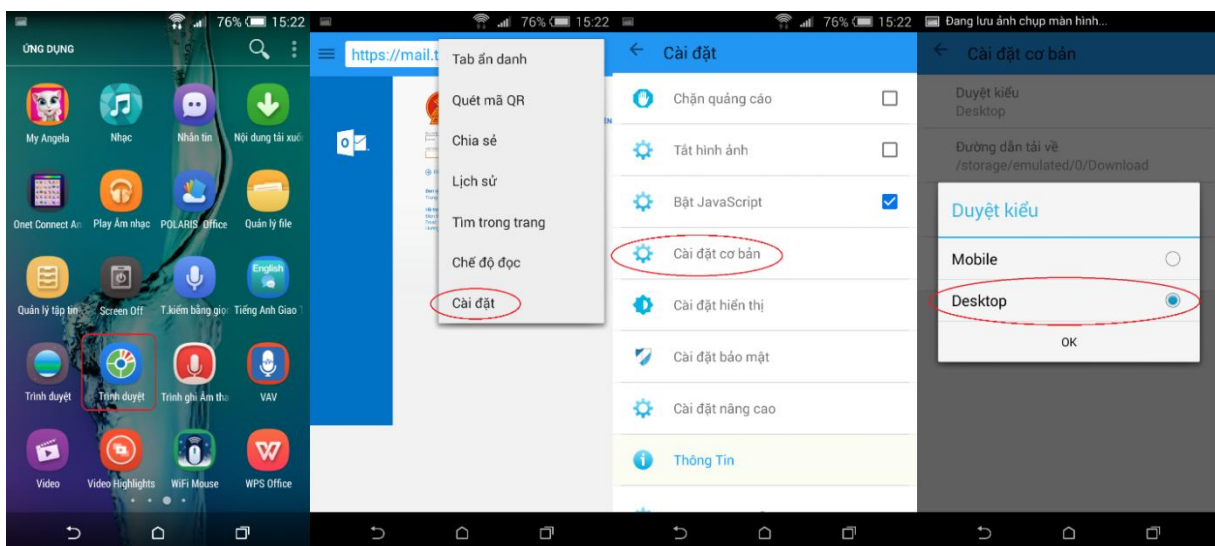 76% 15:22
ỨNG DỤNG
My Angela
Nhạc
Nhắn tin
Nội dung tải xuố
Onet Connect An
Play Âm nhạc
POLARIS Office
Quản lý file
English
Quản lý tập tin
Screen Off
T.kiếm bằng giọ
Tiếng Anh Giao T
Trình duyệt
Trình duyệt
Trình ghi Âm tha
VAV
Video
Video Highlights
WiFi Mouse
WPS Office
76% 15:22
https://mail.t
Tab ẩn danh
Quét mã QR
Chia sẻ
Lịch sử
Tìm trong trang
Chế độ đọc
Cài đặt
76% 15:22
Cài đặt
Chặn quảng cáo
Tắt hình ảnh
Bật JavaScript
Cài đặt cơ bản
Cài đặt hiển thị
Cài đặt bảo mật
Cài đặt nâng cao
Thông Tin
Đang lưu ảnh chụp màn hình...
Cài đặt cơ bản
Duyệt kiểu
Desktop
Đường dẫn tải về
/storage/emulated/0/Download
Duyệt kiểu
Mobile
Desktop
OK